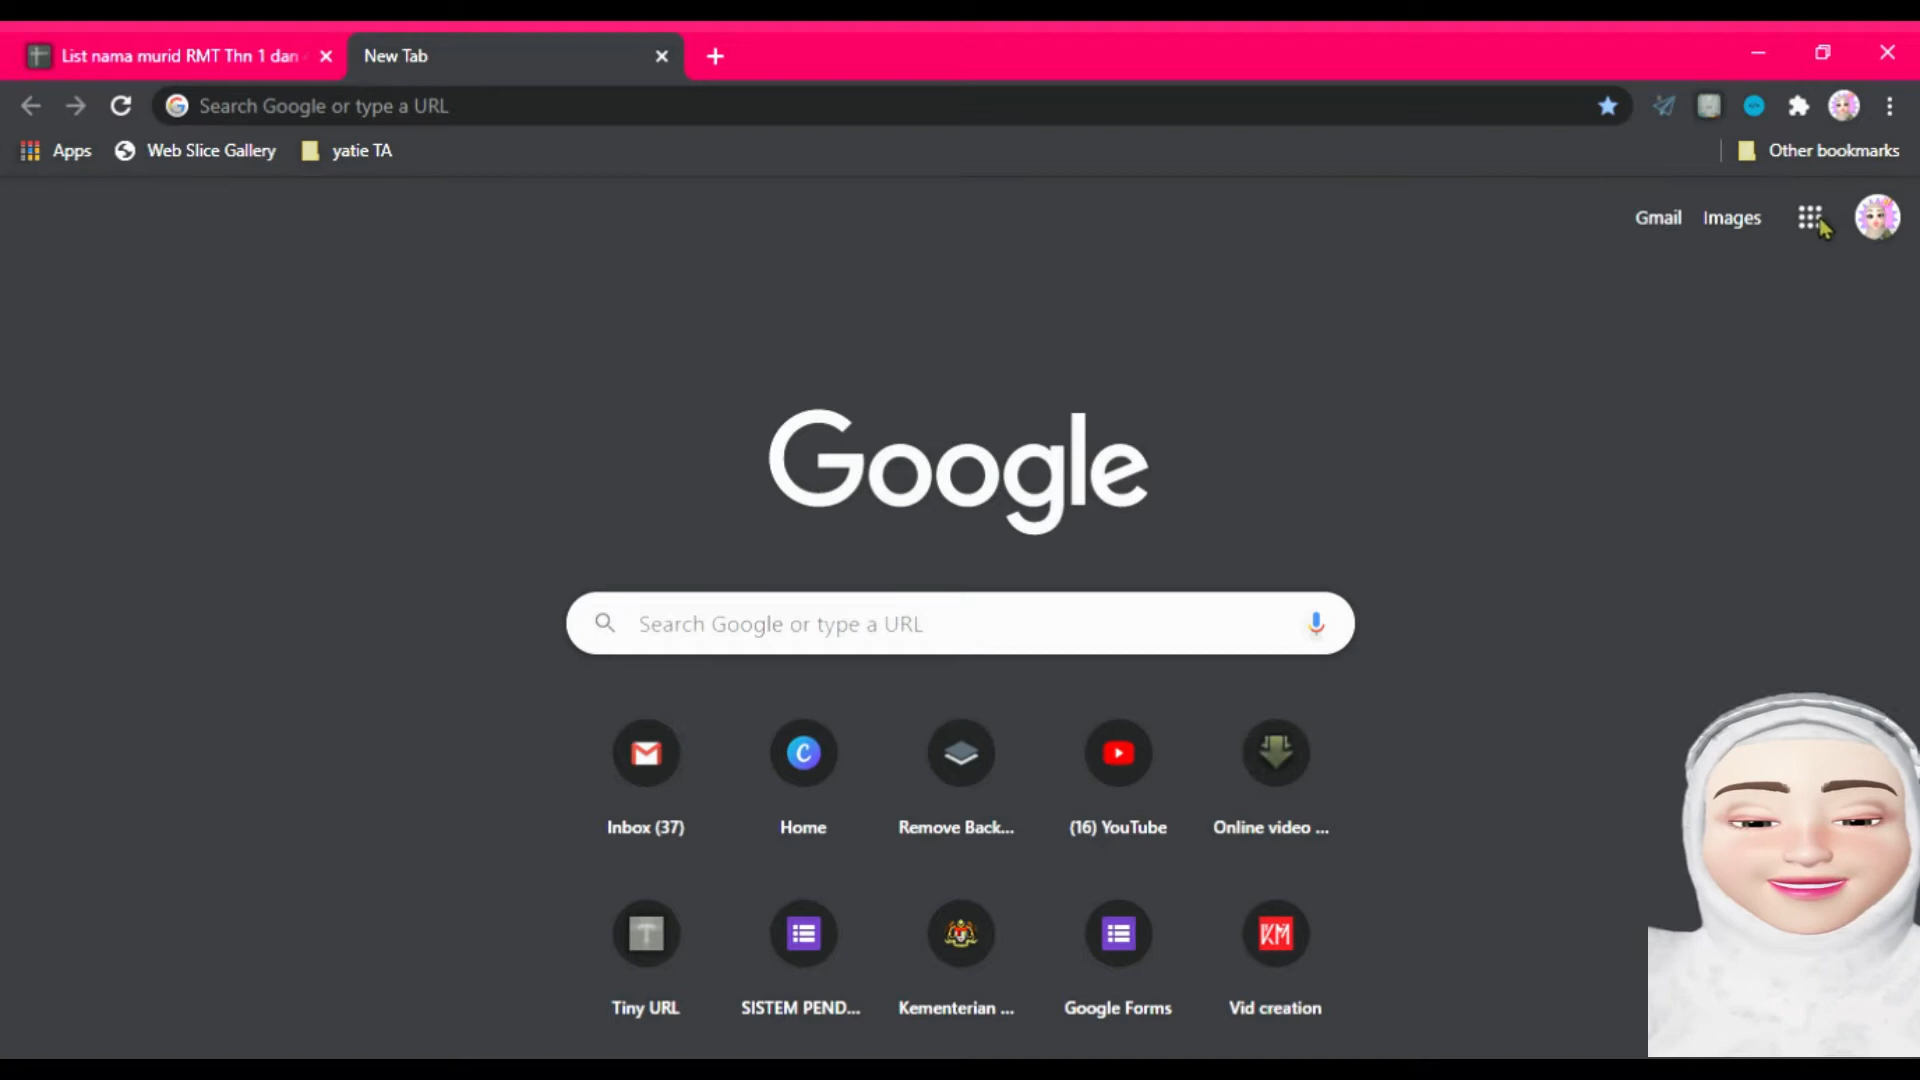 List nama murid RMT Thn 1 dan
New Tab
Search Google or type a URL
Apps
Web Slice Gallery
yatie TA
Other bookmarks
Gmail
Images
Google
Search Google or type a URL
Inbox (37)
Home
Remove Back...
(16) YouTube
Online video ...
Tiny URL
SISTEM PEND...
Kementerian ...
Google Forms
Vid creation